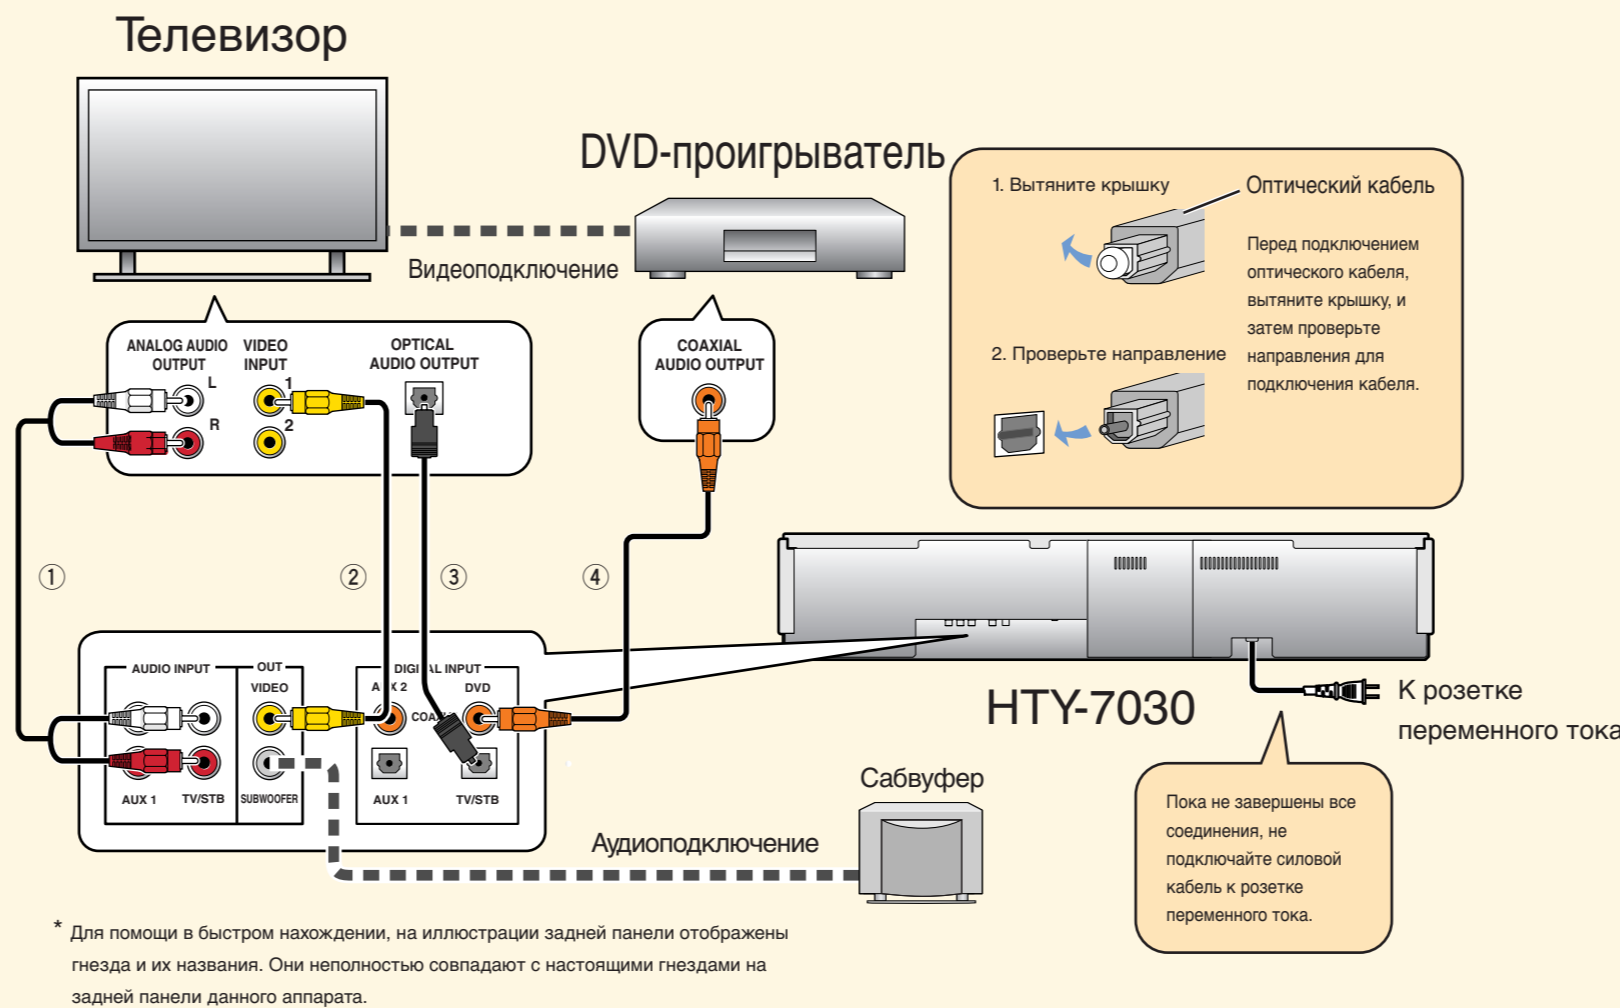 Телевизор
DVD-проигрыватель
Видеоподключение
1. Вытяните крышку
Оптический кабель
Перед подключением
оптического кабеля,
вытяните крышку, и
затем проверьте
направления для
подключения кабеля.
2. Проверьте направление
ANALOG AUDIO
OUTPUT
L
R
VIDEO
INPUT
1
2
OPTICAL
AUDIO OUTPUT
COAXIAL
AUDIO OUTPUT
①
②
③
④
AUDIO INPUT
AUX 1
TV/STB
OUT
VIDEO
SUBWOOFER
INPUT
2
DVD
AUX 1
TV/STB
HTY-7030
К розетке
переменного тока
Сабвуфер
Аудиоподключение
Пока не завершены все
соединения, не
подключайте силовой
кабель к розетке
переменного тока.
* Для помощи в быстром нахождении, на иллюстрации задней панели отображены
гнезда и их названия. Они неполностью совпадают с настоящими гнездами на
задней панели данного аппарата.